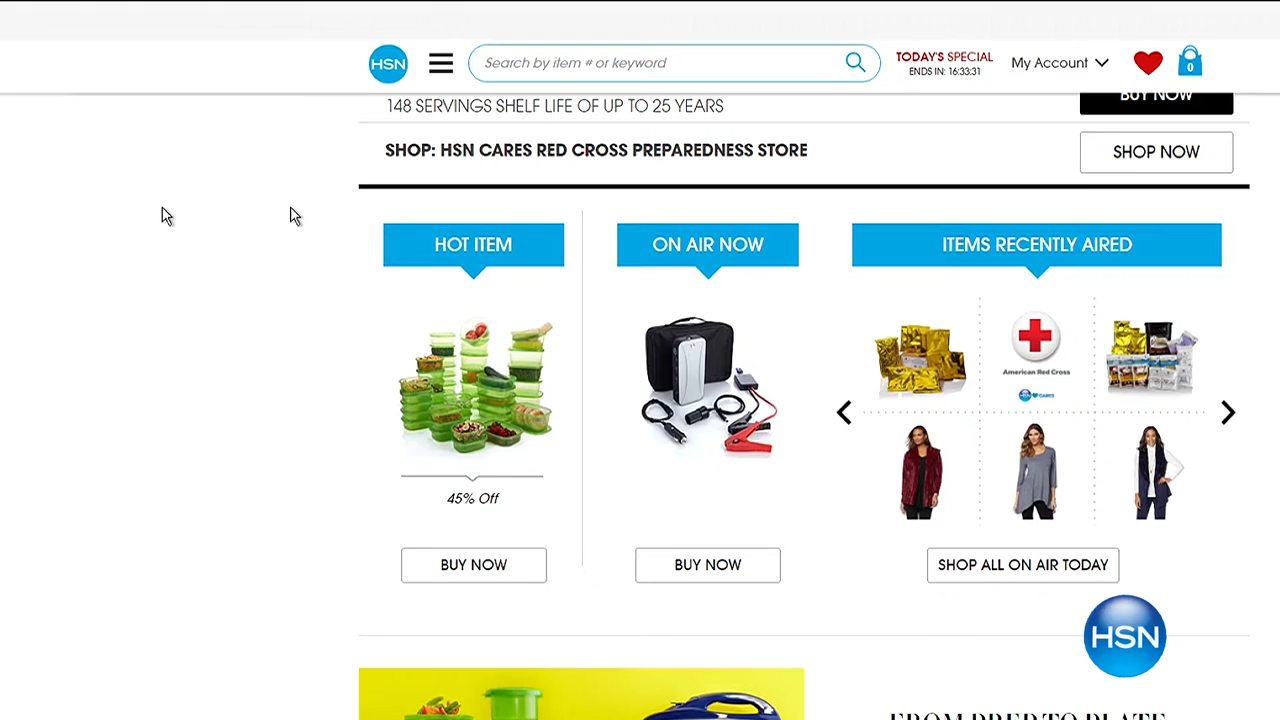 HSN
Search by item # or keyword
TODAY'S SPECIAL
ENDS IN: 16:33:31
My Account
0
148 SERVINGS SHELF LIFE OF UP TO 25 YEARS
BUY NOW
SHOP: HSN CARES RED CROSS PREPAREDNESS STORE
SHOP NOW
HOT ITEM
ON AIR NOW
ITEMS RECENTLY AIRED
American Red Cross
CARES
45% Off
BUY NOW
BUY NOW
SHOP ALL ON AIR TODAY
HSN
FROM PREP TO PLATE